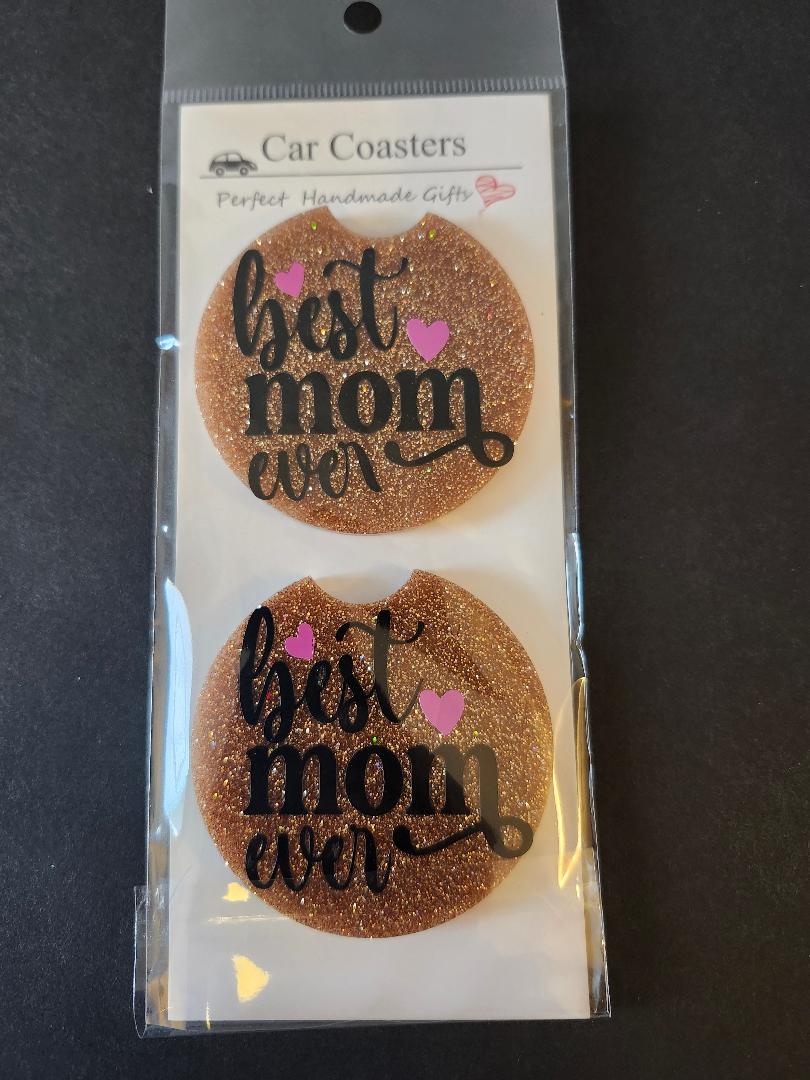 Car Coasters
Perfect Handmade Gifts
best
mom
ever
best
mom
ever